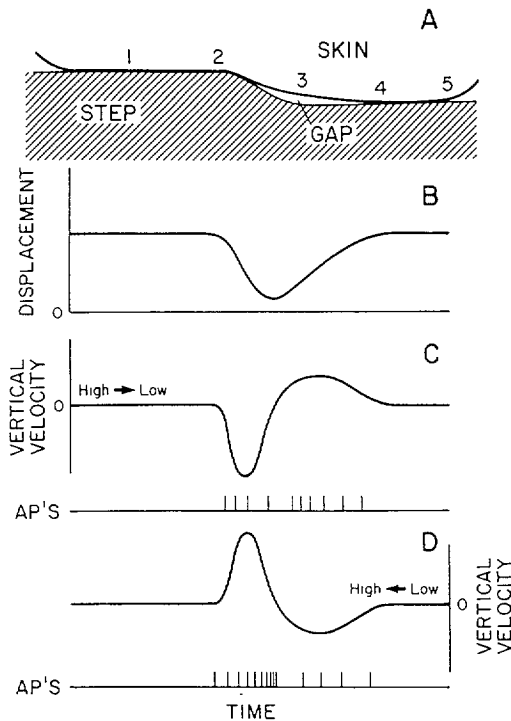 A
SKIN
1 2 3 4 5
STEP
GAP
B
DISPLACEMENT
0
C
VERTICAL
VELOCITY
High → Low
0
AP'S
D
High ← Low
0
VERTICAL
VELOCITY
AP'S
TIME